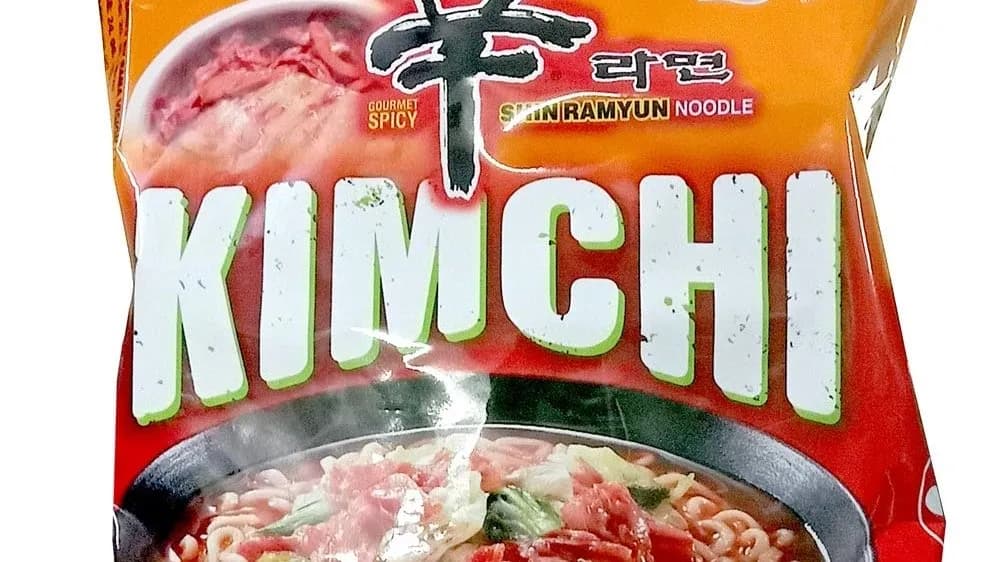 辛
라면
GOURMET
SPICY
SHIN RAMYUN NOODLE
KIMCHI